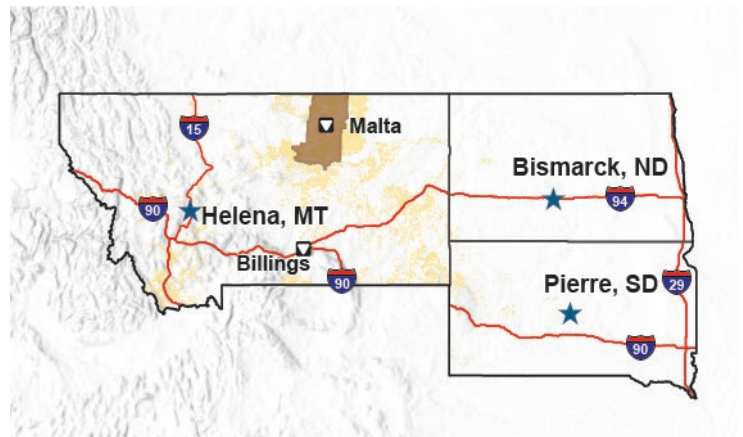 15
Malta
Bismarck, ND
90
Helena, MT
94
Billings
90
Pierre, SD
29
90